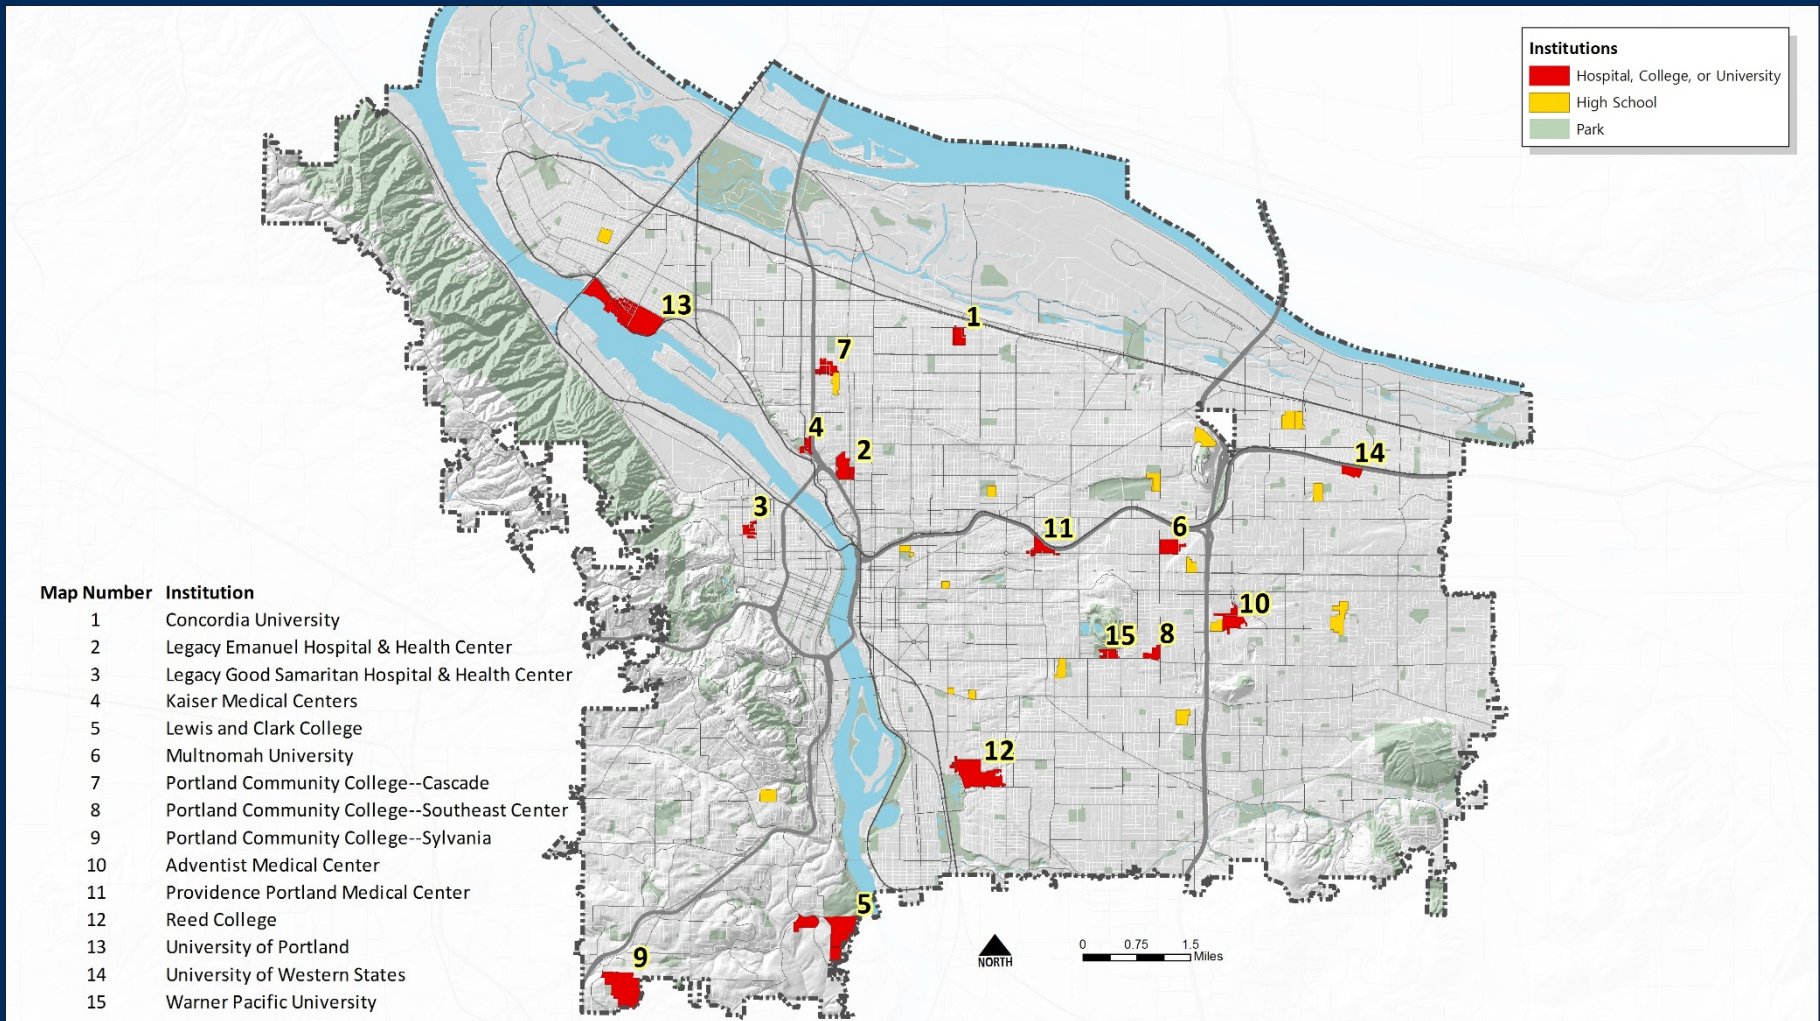 Institutions
Hospital, College, or University
High School
Park
13
1
7
4
2
14
3
11
6
10
15
8
12
5
9
Map Number Institution
1 Concordia University
2 Legacy Emanuel Hospital & Health Center
3 Legacy Good Samaritan Hospital & Health Center
4 Kaiser Medical Centers
5 Lewis and Clark College
6 Multnomah University
7 Portland Community College--Cascade
8 Portland Community College--Southeast Center
9 Portland Community College--Sylvania
10 Adventist Medical Center
11 Providence Portland Medical Center
12 Reed College
13 University of Portland
14 University of Western States
15 Warner Pacific University
NORTH
0 0.75 1.5
Miles